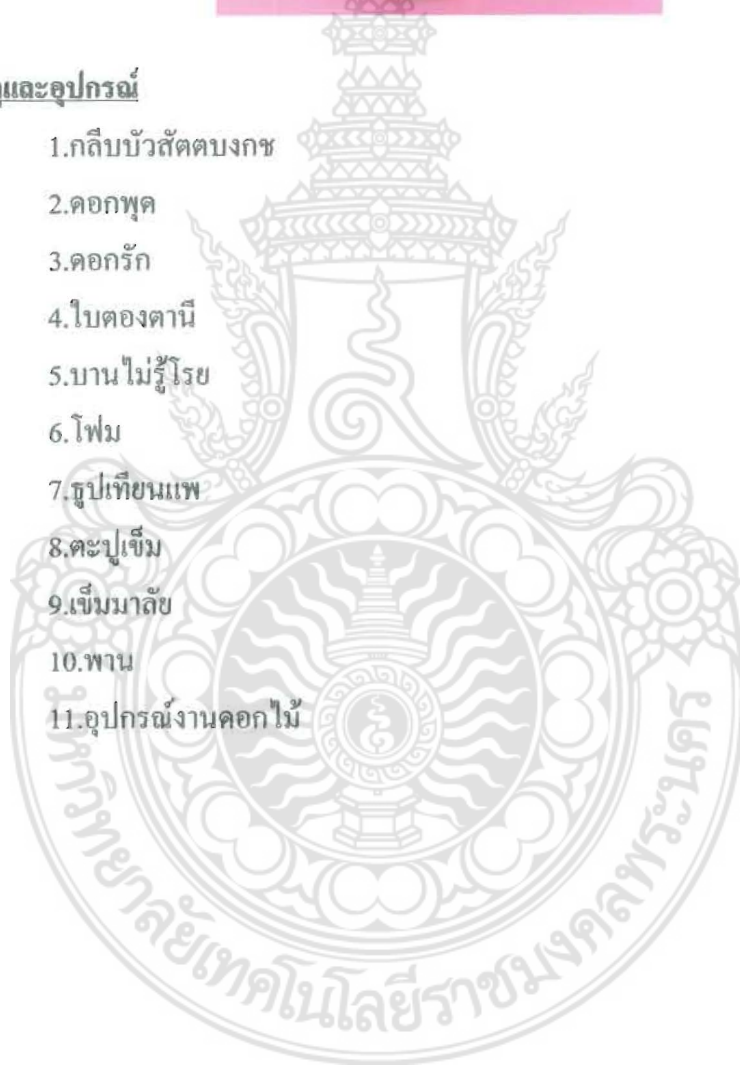 และอุปกรณ์
1.กลีบบัวสัตตบงกช
2.ดอกพุด
3.ดอกรัก
4.ใบตองตานี
5.บานไม่รู้โรย
6.โฟม
7.ธูปเทียนแพ
8.ตะปูเข็ม
9.เข็มมาลัย
10.พาน
11.อุปกรณ์งานดอกไม้
มหาวิทยาลัยเทคโนโลยีราชมงคลพระนคร